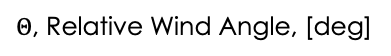 Θ, Relative Wind Angle, [deg]